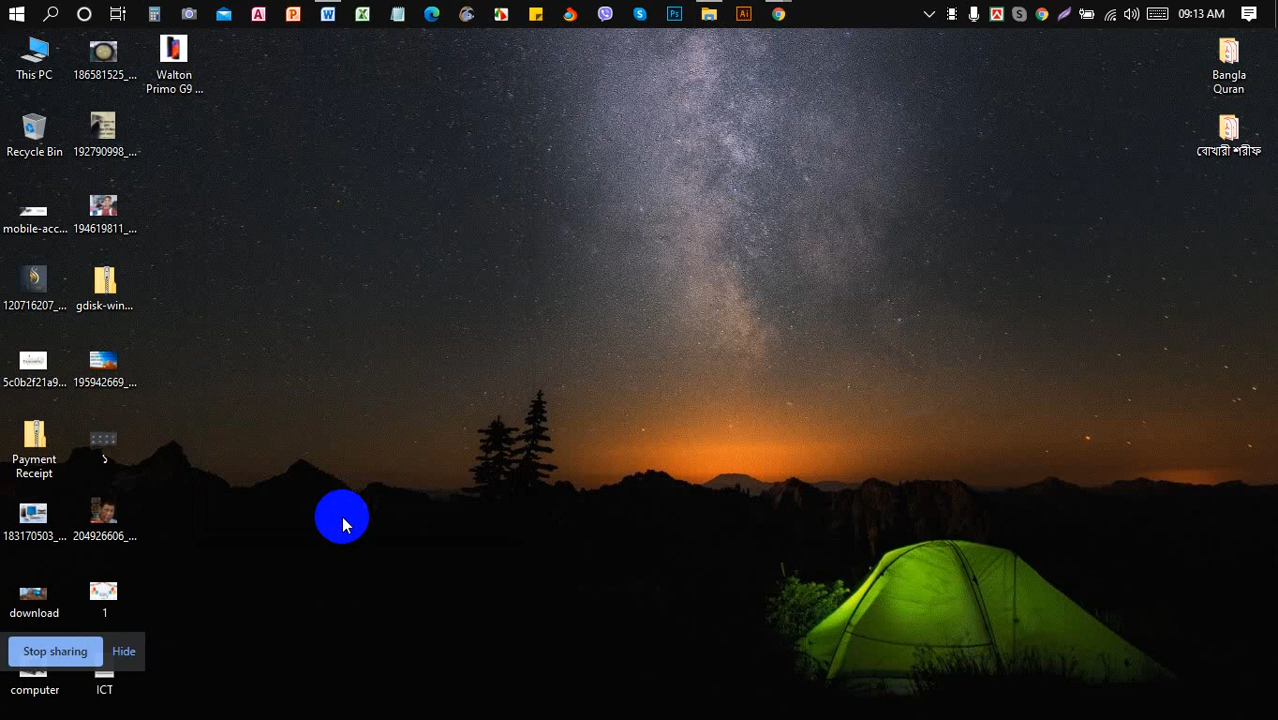 09:13 AM
This PC
186581525_...
Walton
Primo G9 ...
Bangla
Quran
Recycle Bin
192790998_...
বোখারী শরীফ
mobile-acc...
194619811_...
120716207_...
gdisk-win...
5c0b2f21a9...
195942669_...
Payment
Receipt
১
183170503_...
204926606_...
download
1
Stop sharing
Hide
computer
ICT